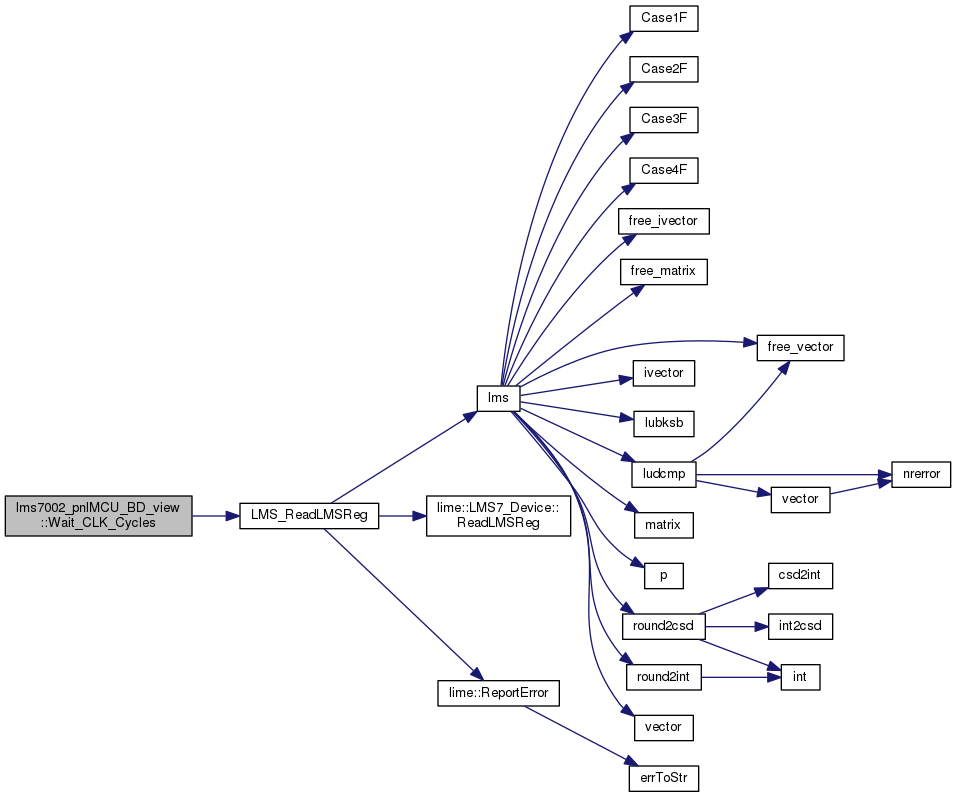 Case1F
Case2F
Case3F
Case4F
free_ivector
free_matrix
free_vector
ivector
lms
lubksb
ludcmp
nrerror
vector
lms7002_pnlMCU_BD_view
::Wait_CLK_Cycles
LMS_ReadLMSReg
lime::LMS7_Device::
ReadLMSReg
matrix
p
csd2int
round2csd
int2csd
round2int
int
lime::ReportError
vector
errToStr